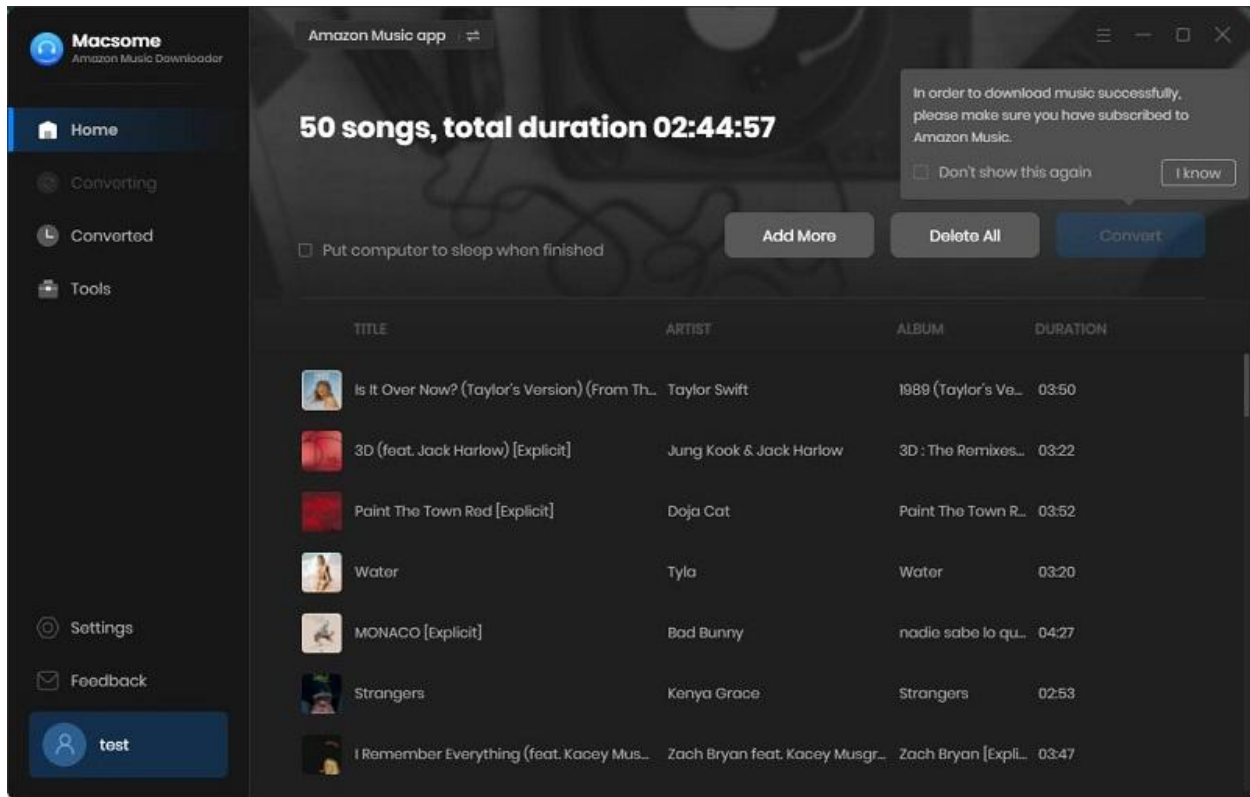 Macsome
Amazon Music Downloader
Home
Converting
Converted
Tools
Settings
Feedback
test
Amazon Music app
In order to download music successfully,
please make sure you have subscribed to
Amazon Music.
Don't show this again I know
50 songs, total duration 02:44:57
Put computer to sleep when finished
Add More Delete All Convert
TITLE ARTIST ALBUM DURATION
Is It Over Now? (Taylor's Version) (From Th... Taylor Swift 1989 (Taylor's Ve... 03:50
3D (feat. Jack Harlow) [Explicit] Jung Kook & Jack Harlow 3D : The Remixes... 03:22
Paint The Town Red [Explicit] Doja Cat Paint The Town R... 03:52
Water Tyla Water 03:20
MONACO [Explicit] Bad Bunny nadie sabe lo qu... 04:27
Strangers Kenya Grace Strangers 02:53
I Remember Everything (feat. Kacey Mus... Zach Bryan feat. Kacey Musgr... Zach Bryan [Expli... 03:47